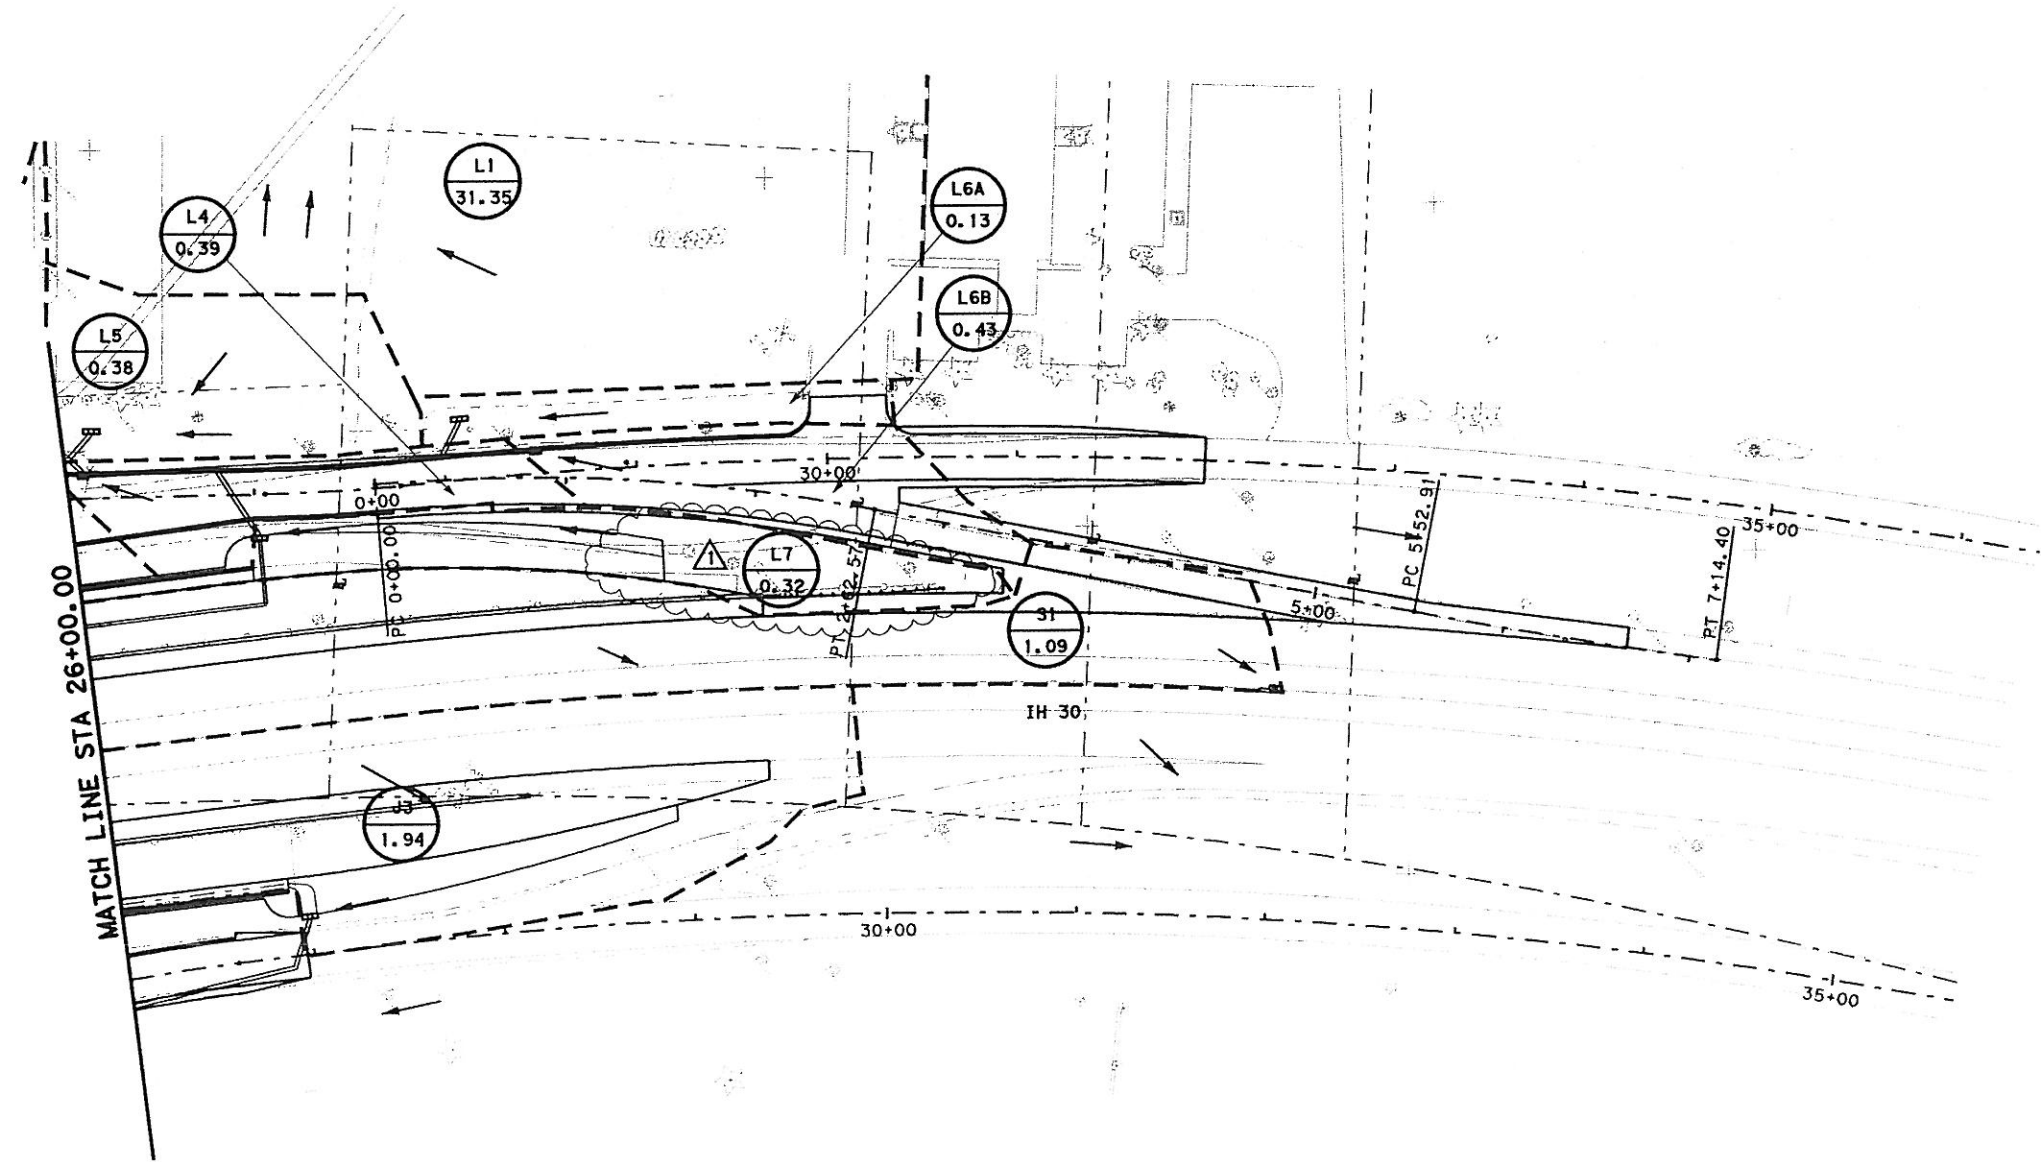 L1
31.35
L6A
0.13
L4
0.39
L6B
0.43
L5
0.38
30+00
0+00
PC 0+00.00
1
L7
0.32
PT 2+62.57
S1
1.09
5+00
PC 5+52.91
35+00
PT 7+14.40
IH 30
MATCH LINE STA 26+00.00
J3
1.94
30+00
35+00